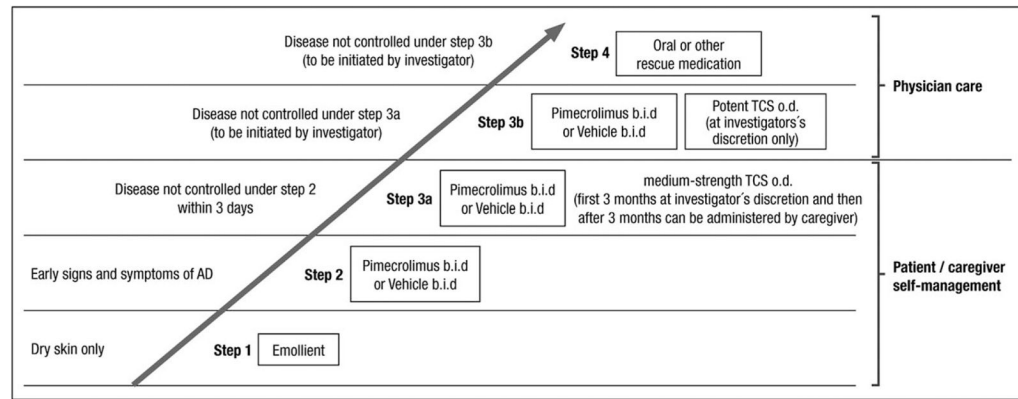 Disease not controlled under step 3b
(to be initiated by investigator)
Step 4
Oral or other
rescue medication
Physician care
Disease not controlled under step 3a
(to be initiated by investigator)
Step 3b
Pimecrolimus b.i.d
or Vehicle b.i.d
Potent TCS o.d.
(at investigators´s
discretion only)
Disease not controlled under step 2
within 3 days
Step 3a
Pimecrolimus b.i.d
or Vehicle b.i.d
medium-strength TCS o.d.
(first 3 months at investigator´s discretion and then
after 3 months can be administered by caregiver)
Early signs and symptoms of AD
Step 2
Pimecrolimus b.i.d
or Vehicle b.i.d
Patient / caregiver
self-management
Dry skin only
Step 1
Emollient